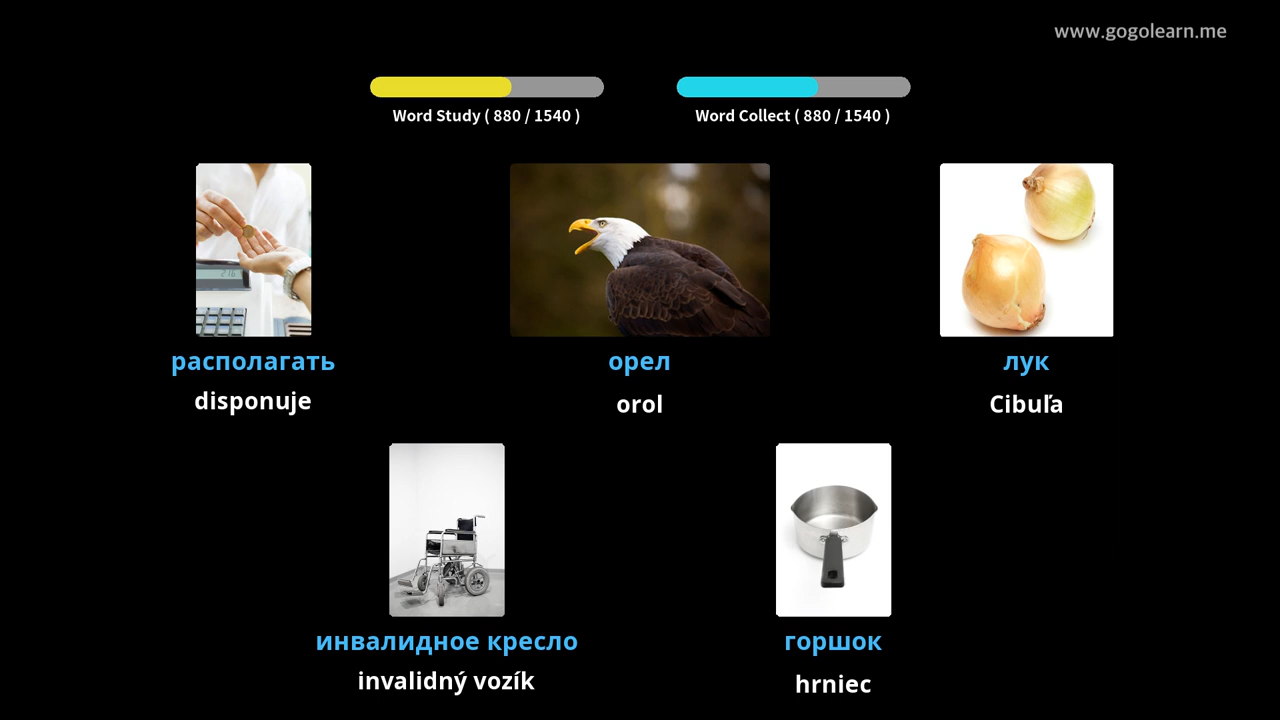 www.gogolearn.me
Word Study ( 880 / 1540 )
Word Collect ( 880 / 1540 )
располагать
орел
лук
disponuje
orol
Cibuľa
инвалидное кресло
горшок
invalidný vozík
hrniec